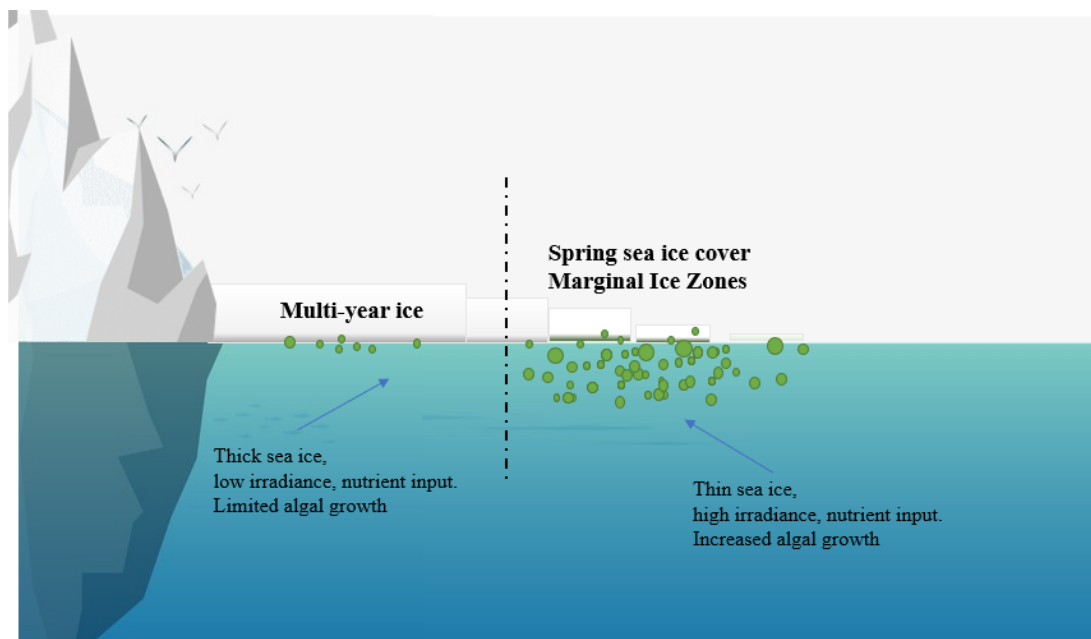 Spring sea ice cover
Marginal Ice Zones
Multi-year ice
Thick sea ice,
low irradiance, nutrient input.
Limited algal growth
Thin sea ice,
high irradiance, nutrient input.
Increased algal growth